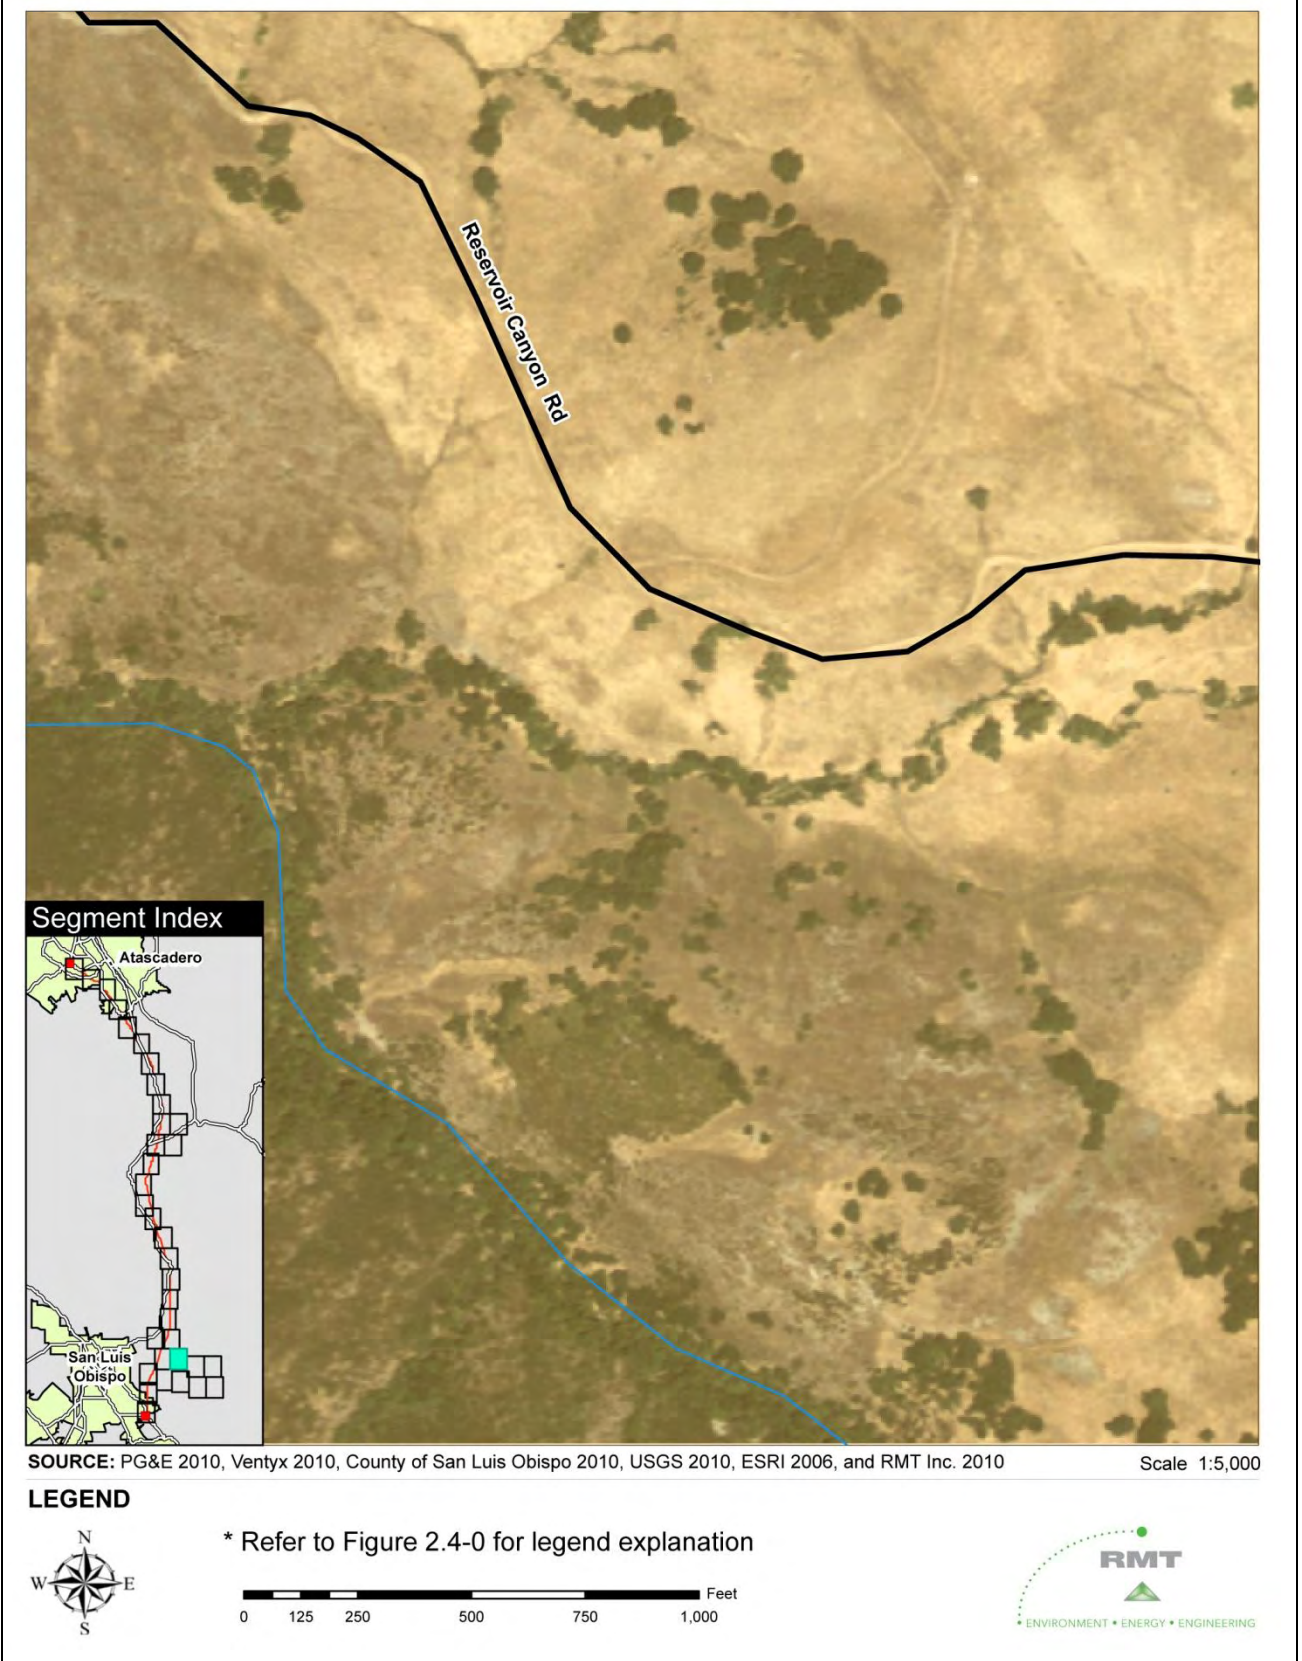 Reservoir Canyon Rd
Segment Index
Atascadero
San Luis
Obispo
SOURCE: PG&E 2010, Ventyx 2010, County of San Luis Obispo 2010, USGS 2010, ESRI 2006, and RMT Inc. 2010
Scale 1:5,000
LEGEND
* Refer to Figure 2.4-0 for legend explanation
N
W
E
S
Feet
0 125 250 500 750 1,000
RMT
• ENVIRONMENT • ENERGY • ENGINEERING